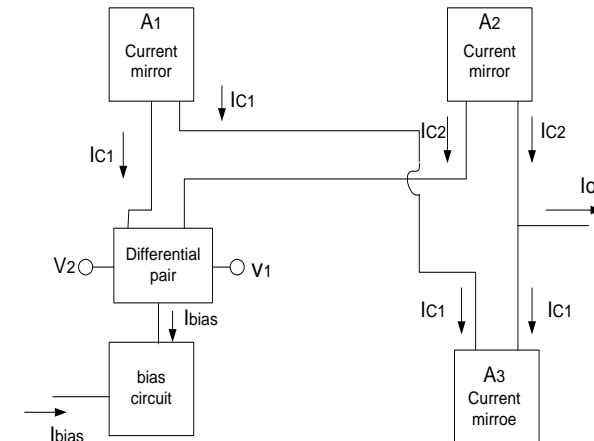 A1
Current
mirror
A2
Current
mirror
IC1
IC1
IC2
IC2
Io
Differential
pair
V2
V1
Ibias
IC1
IC1
bias
circuit
Ibias
A3
Current
mirroe